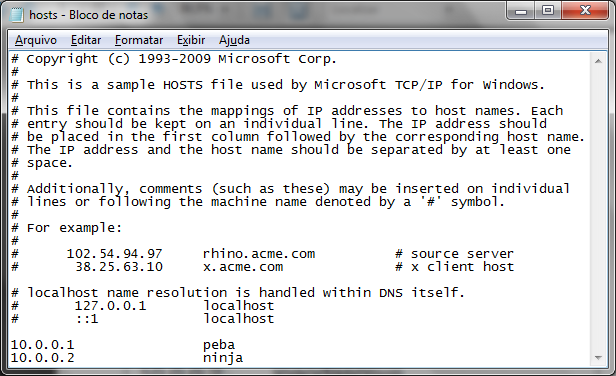 hosts - Bloco de notas
Arquivo Editar Formatar Exibir Ajuda
# Copyright (c) 1993-2009 Microsoft Corp.
#
# This is a sample HOSTS file used by Microsoft TCP/IP for Windows.
#
# This file contains the mappings of IP addresses to host names. Each
# entry should be kept on an individual line. The IP address should
# be placed in the first column followed by the corresponding host name.
# The IP address and the host name should be separated by at least one
# space.
#
# Additionally, comments (such as these) may be inserted on individual
# lines or following the machine name denoted by a '#' symbol.
#
# For example:
#
#      102.54.94.97     rhino.acme.com          # source server
#       38.25.63.10     x.acme.com              # x client host

# localhost name resolution is handled within DNS itself.
#       127.0.0.1       localhost
#       ::1             localhost

10.0.0.1                peba
10.0.0.2                ninja